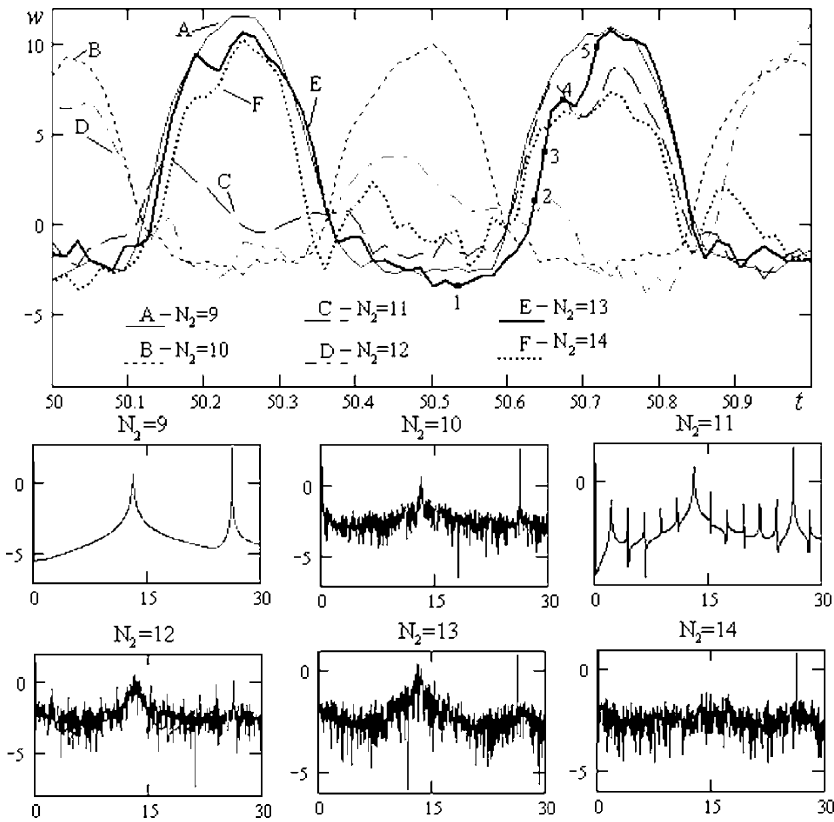 w
A
B
E
5
10
4
F
D
5
3
C
2
0
1
A – N₂=9
C – N₂=11
E – N₂=13
−5
B – N₂=10
D – N₂=12
F – N₂=14
50 50.1 50.2 50.3 50.4 50.5 50.6 50.7 50.8 50.9 t
N₂=9 N₂=10 N₂=11
0 0 0
−5 −5 −5
0 15 30 0 15 30 0 15 30
N₂=12 N₂=13 N₂=14
0 0 0
−5 −5 −5
0 15 30 0 15 30 0 15 30